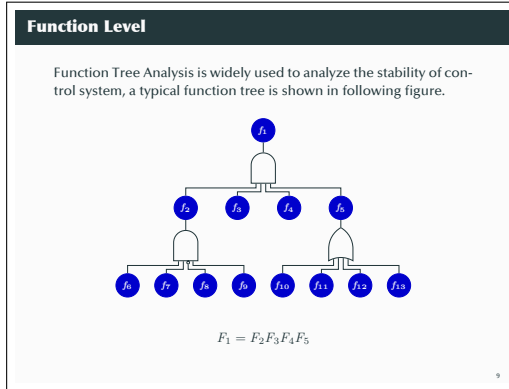 Function Level
Function Tree Analysis is widely used to analyze the stability of con-
trol system, a typical function tree is shown in following figure.
f₁
f₂ f₃ f₄ f₅
f₆ f₇ f₈ f₉ f₁₀ f₁₁ f₁₂ f₁₃
F₁ = F₂F₃F₄F₅
9